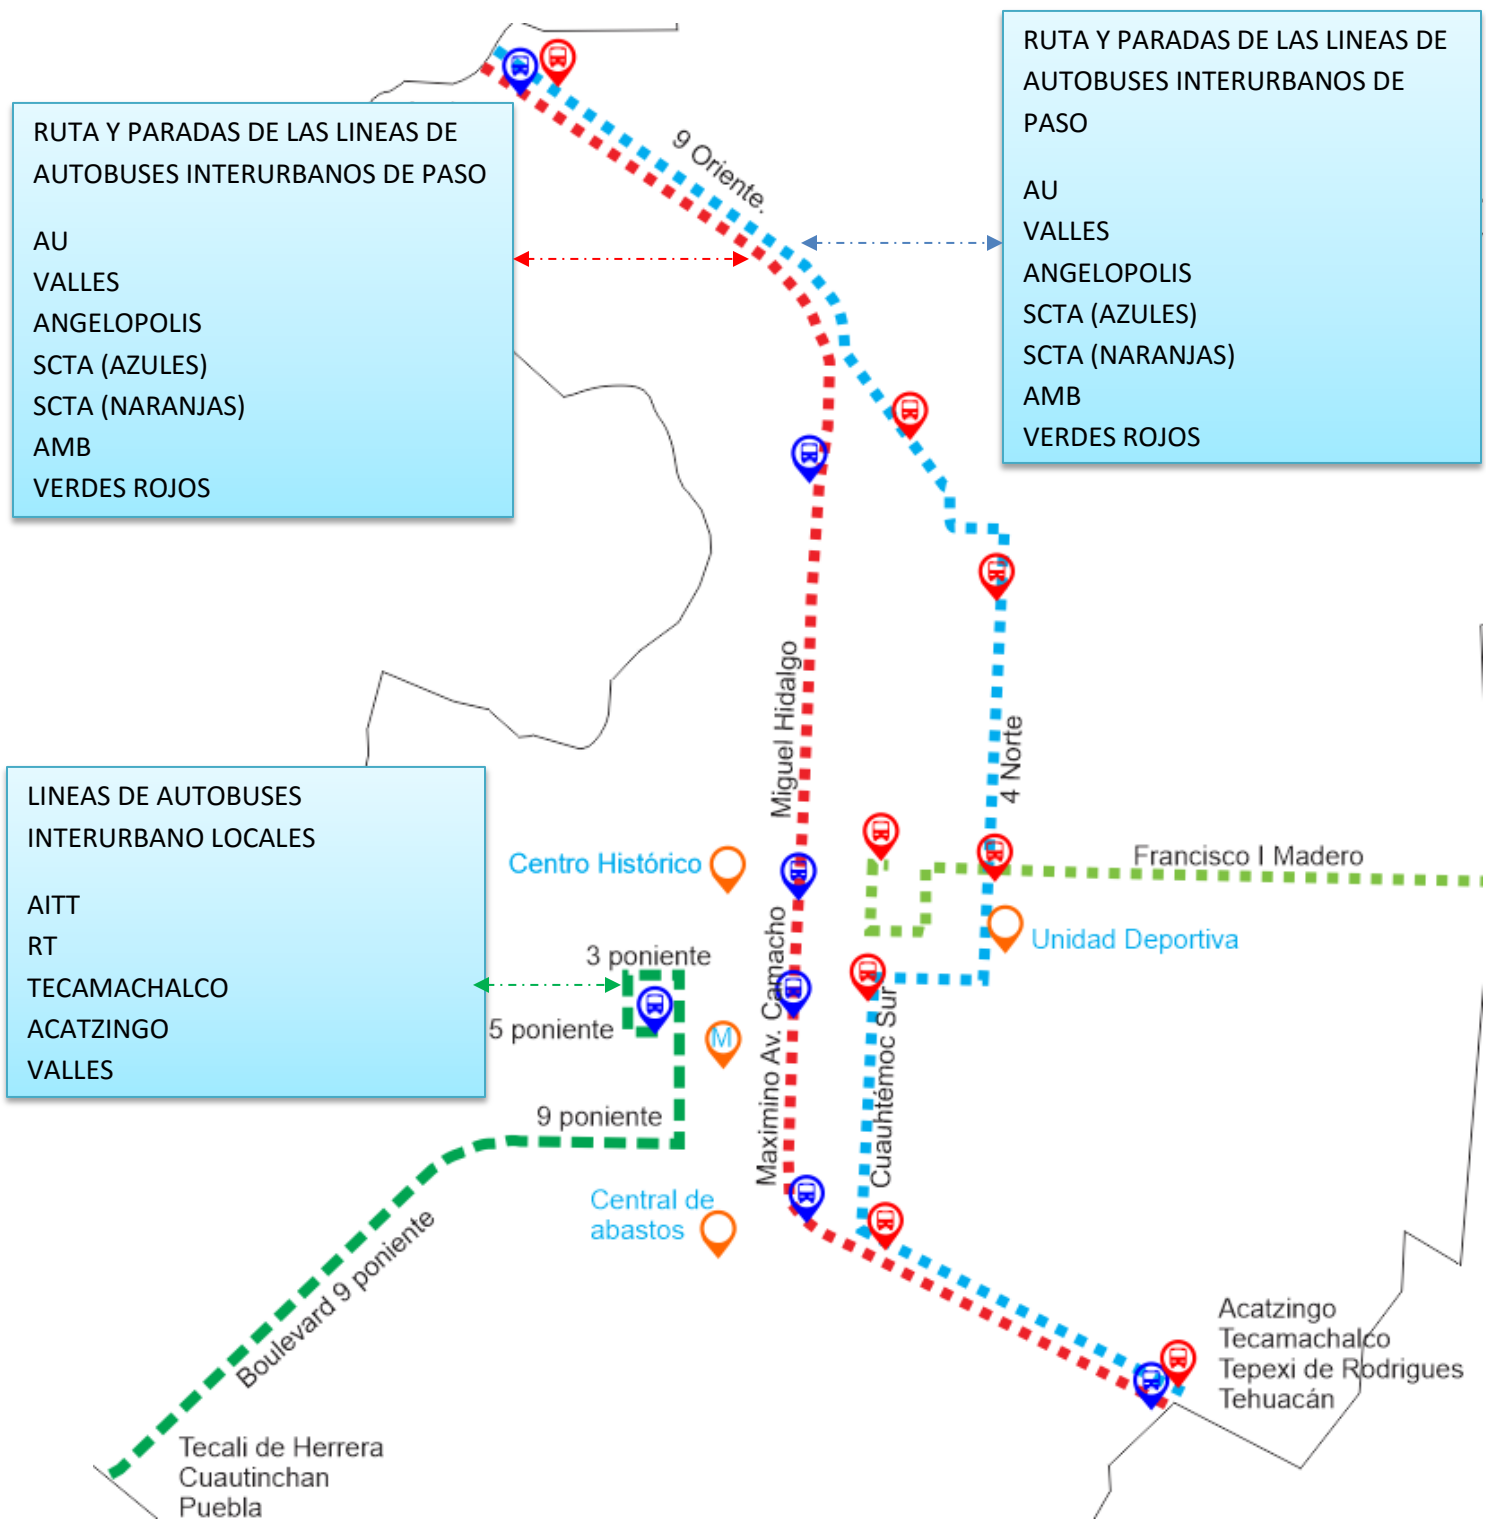 RUTA Y PARADAS DE LAS LINEAS DE
AUTOBUSES INTERURBANOS DE PASO
AU
VALLES
ANGELOPOLIS
SCTA (AZULES)
SCTA (NARANJAS)
AMB
VERDES ROJOS
RUTA Y PARADAS DE LAS LINEAS DE
AUTOBUSES INTERURBANOS DE
PASO
AU
VALLES
ANGELOPOLIS
SCTA (AZULES)
SCTA (NARANJAS)
AMB
VERDES ROJOS
9 Oriente.
Miguel Hidalgo
4 Norte
LINEAS DE AUTOBUSES
INTERURBANO LOCALES
AITT
RT
TECAMACHALCO
ACATZINGO
VALLES
Centro Histórico
Francisco I Madero
Unidad Deportiva
3 poniente
5 poniente
M
Maximino Av. Camacho
Cuauhtémoc Sur
9 poniente
Central de
abastos
Boulevard 9 poniente
Acatzingo
Tecamachalco
Tepexi de Rodrigues
Tehuacán
Tecali de Herrera
Cuautinchan
Puebla